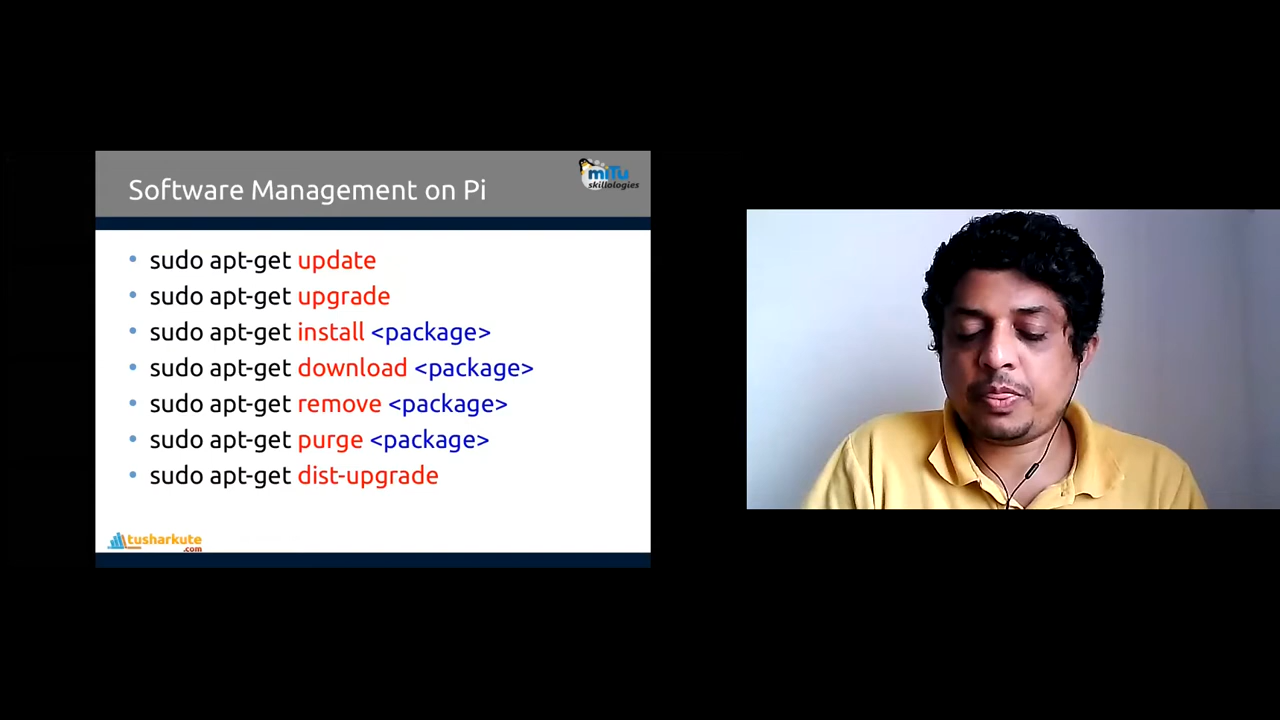 Software Management on Pi
miTu
skillologies
• sudo apt-get update
• sudo apt-get upgrade
• sudo apt-get install <package>
• sudo apt-get download <package>
• sudo apt-get remove <package>
• sudo apt-get purge <package>
• sudo apt-get dist-upgrade
tusharkute
.com